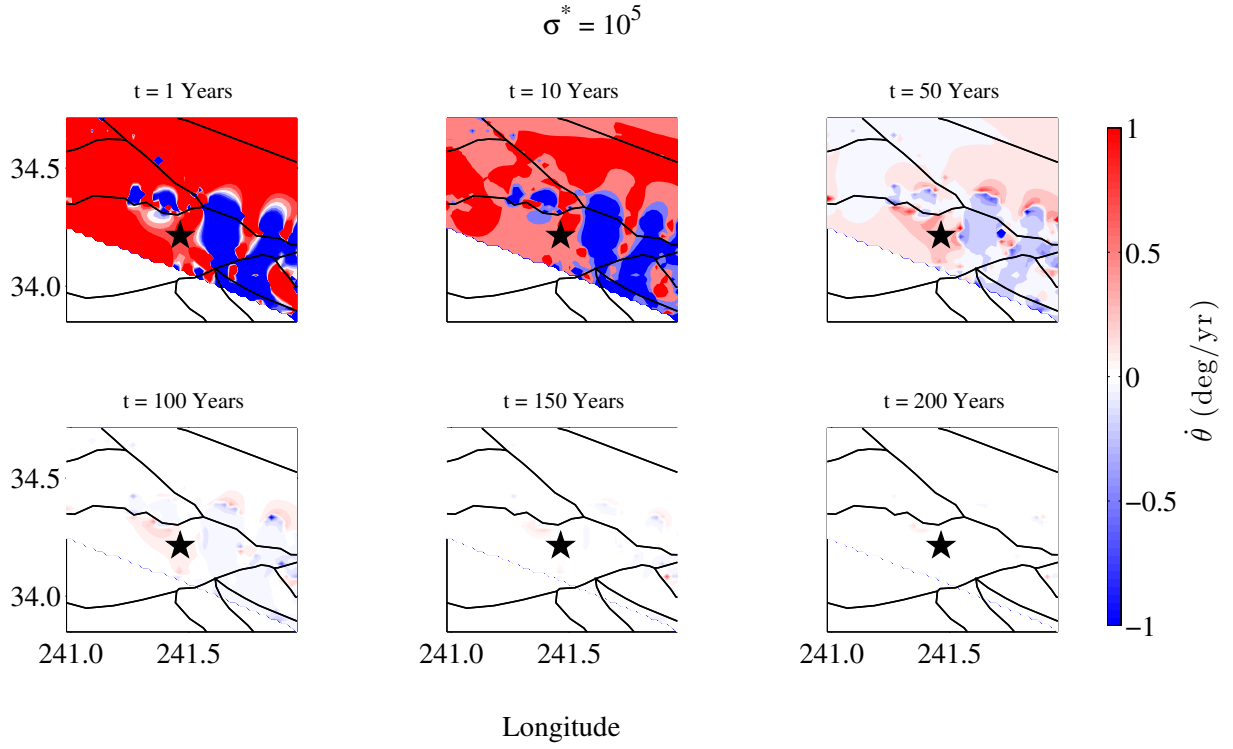 σ* = 10⁵
t = 1 Years
t = 10 Years
t = 50 Years
34.5
34.0
1
0.5
0
−0.5
−1
θ̇ (deg/yr)
t = 100 Years
t = 150 Years
t = 200 Years
34.5
34.0
241.0 241.5
241.0 241.5
241.0 241.5
Longitude